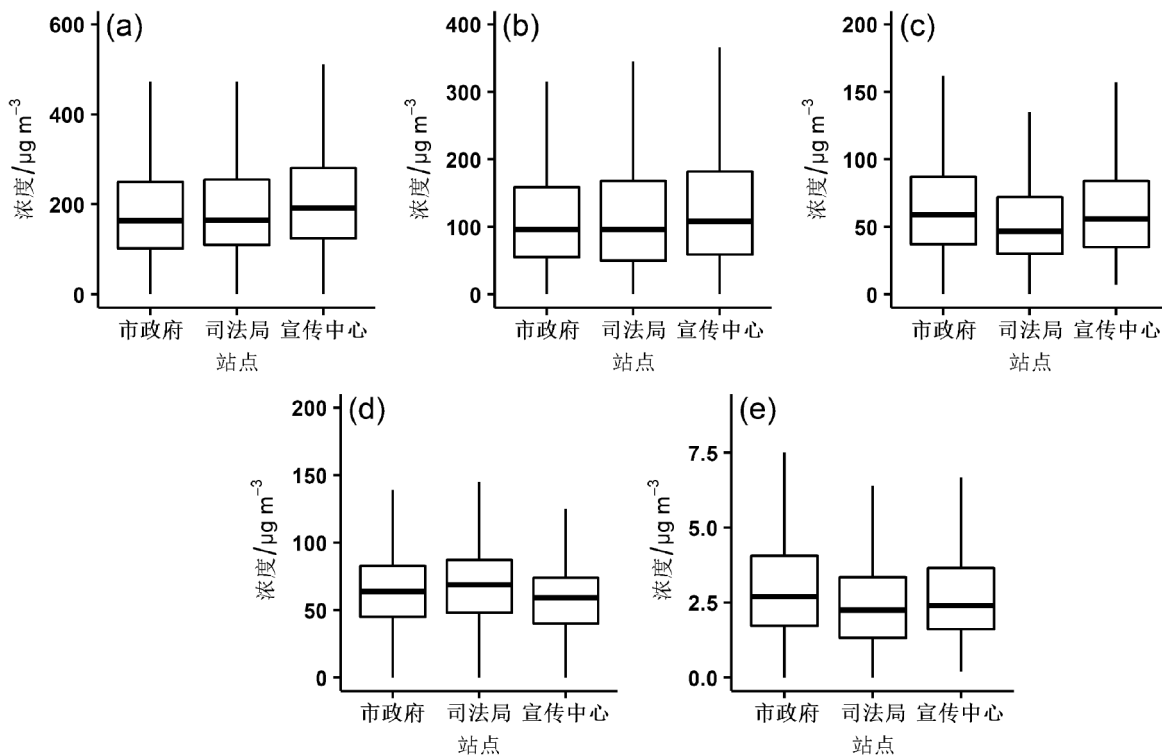 (a)
600
400
200
0
浓度/μg m⁻³
市政府 司法局 宣传中心
站点
(b)
400
300
200
100
0
浓度/μg m⁻³
市政府 司法局 宣传中心
站点
(c)
200
150
100
50
0
浓度/μg m⁻³
市政府 司法局 宣传中心
站点
(d)
200
150
100
50
0
浓度/μg m⁻³
市政府 司法局 宣传中心
站点
(e)
7.5
5.0
2.5
0.0
浓度/μg m⁻³
市政府 司法局 宣传中心
站点